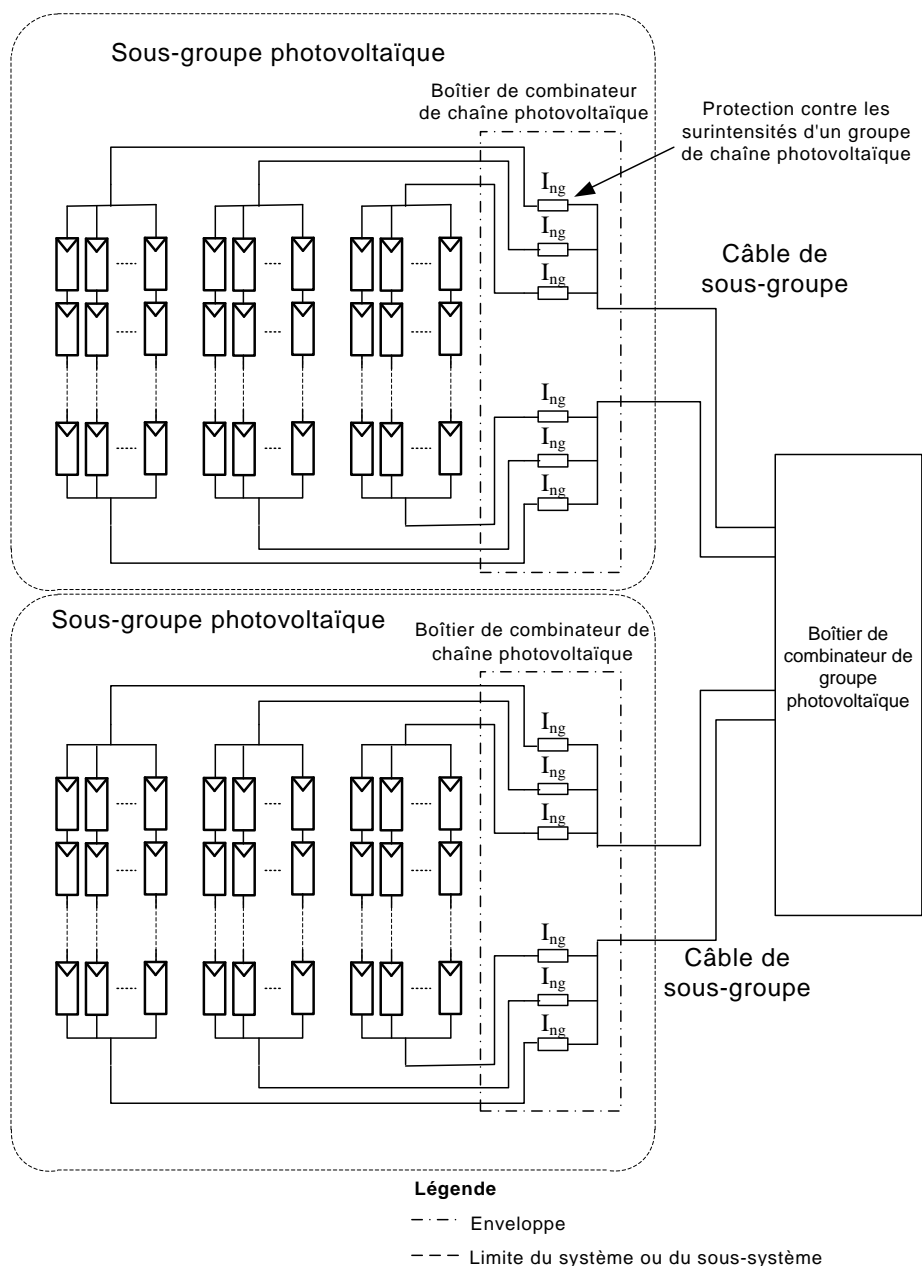 Sous-groupe photovoltaïque
Boîtier de combinateur
de chaîne photovoltaïque
Protection contre les
surintensités d'un groupe
de chaîne photovoltaïque
Ing
Ing
Ing
Câble de
sous-groupe
Ing
Ing
Ing
Boîtier de
combinateur de
groupe
photovoltaïque
Sous-groupe photovoltaïque
Boîtier de combinateur de
chaîne photovoltaïque
Ing
Ing
Ing
Ing
Ing
Ing
Câble de
sous-groupe
Légende
Enveloppe
Limite du système ou du sous-système